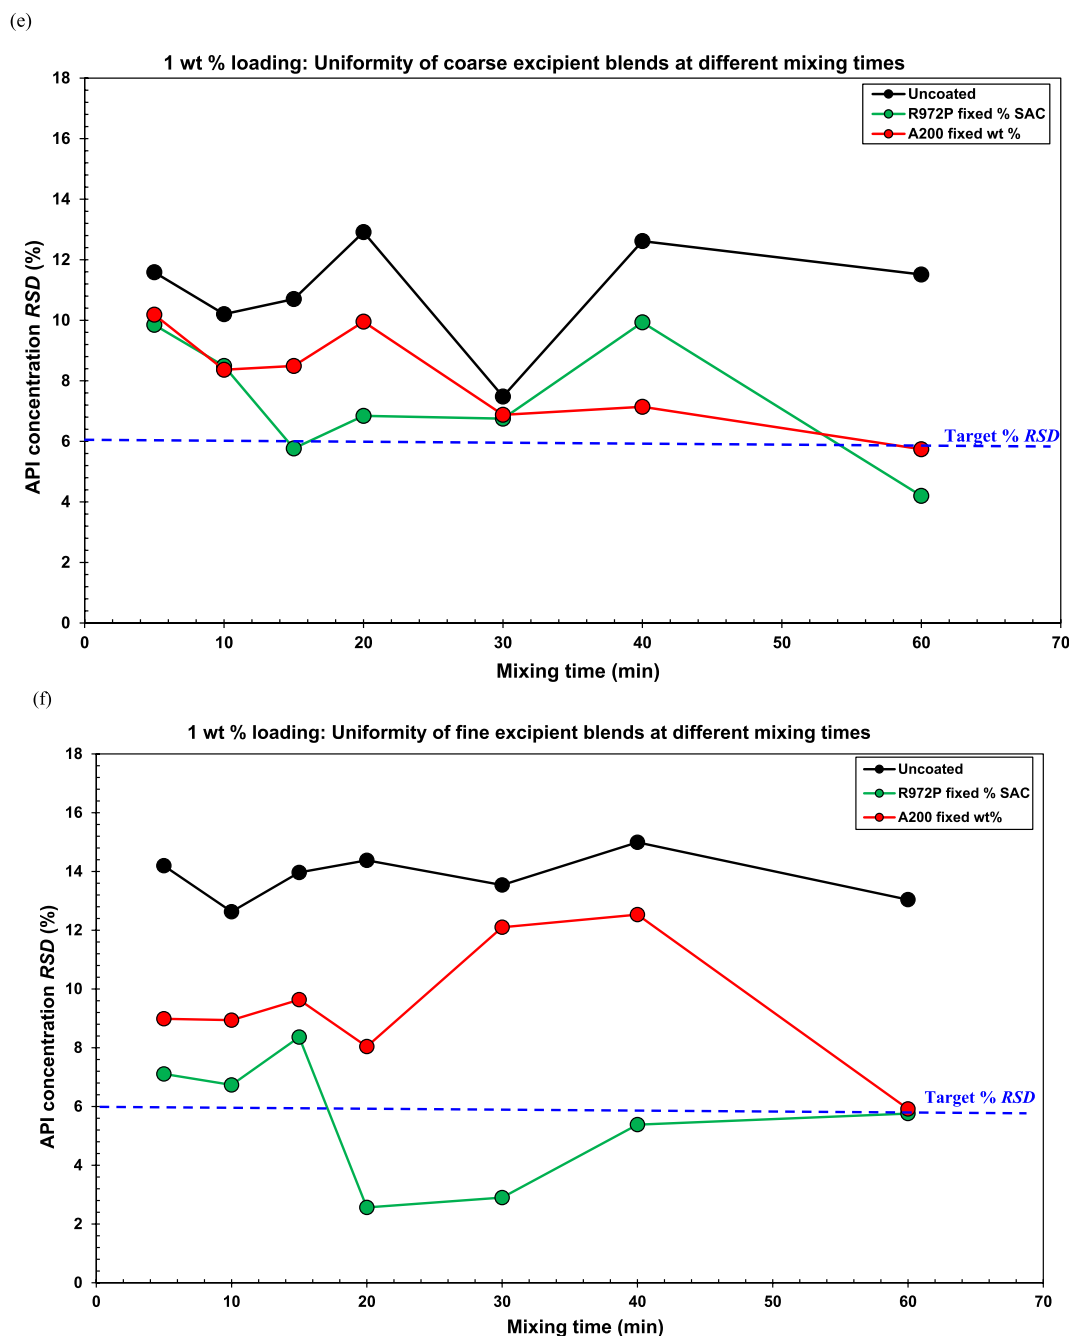 (e)
1 wt % loading: Uniformity of coarse excipient blends at different mixing times
18
16
14
12
10
8
6
4
2
0
API concentration RSD (%)
Uncoated
R972P fixed % SAC
A200 fixed wt %
Target % RSD
0 10 20 30 40 50 60 70
Mixing time (min)
(f)
1 wt % loading: Uniformity of fine excipient blends at different mixing times
18
16
14
12
10
8
6
4
2
0
API concentration RSD (%)
Uncoated
R972P fixed % SAC
A200 fixed wt%
Target % RSD
0 10 20 30 40 50 60 70
Mixing time (min)